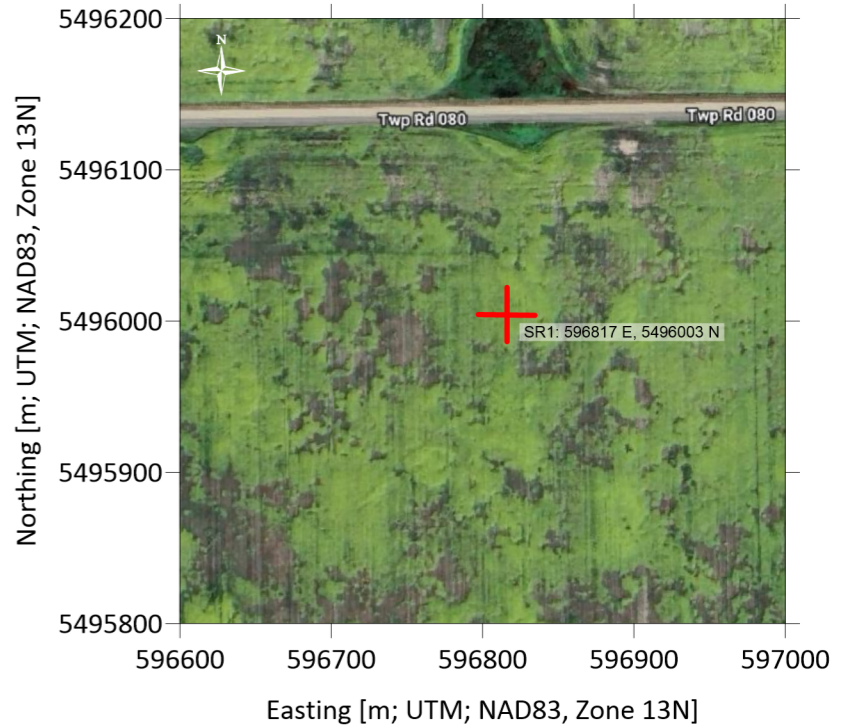 5496200
N
Twp Rd 080
Twp Rd 080
5496100
5496000
SR1: 596817 E, 5496003 N
5495900
5495800
596600
596700
596800
596900
597000
Northing [m; UTM; NAD83, Zone 13N]
Easting [m; UTM; NAD83, Zone 13N]